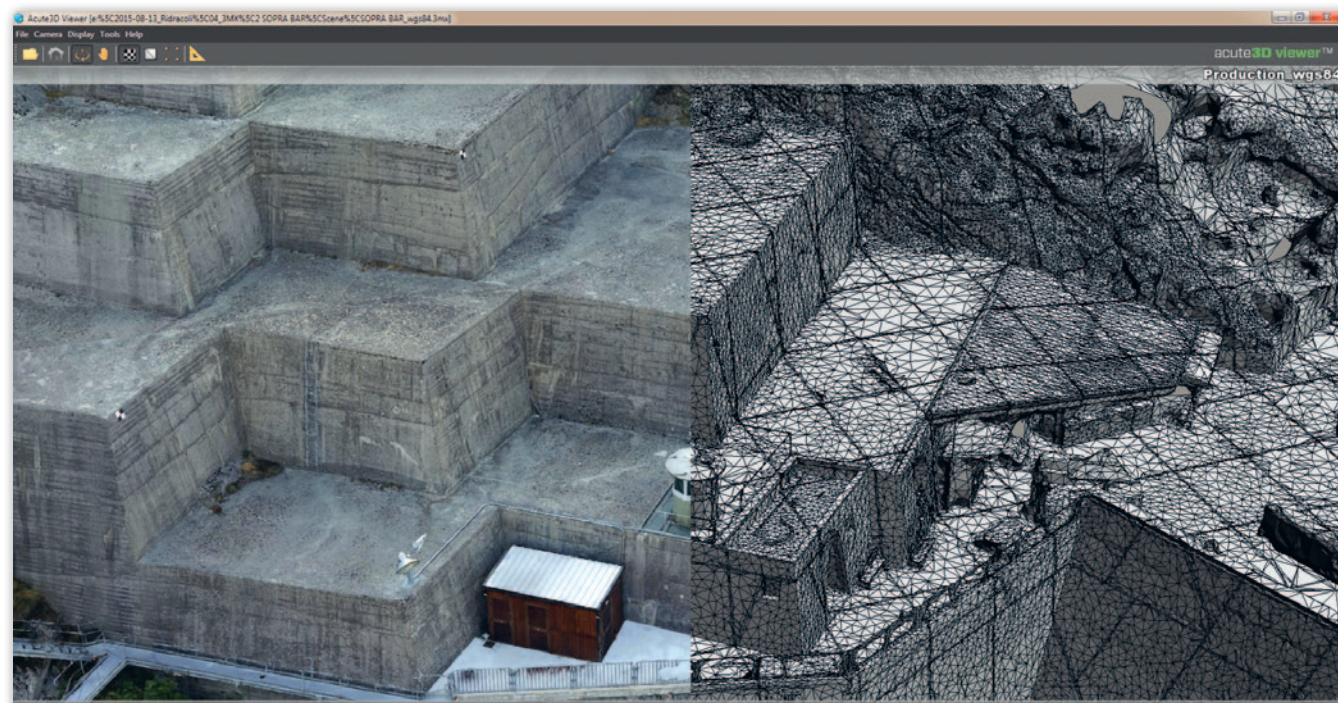 Acute3D Viewer [e:%5C2015-08-13_Ridracoli%5C04_3MX%5C2 SOPRA BAR%5CScene%5CSOPRA BAR_wgs84.3mx]
File Camera Display Tools Help
acute3D viewer™
Production_wgs84